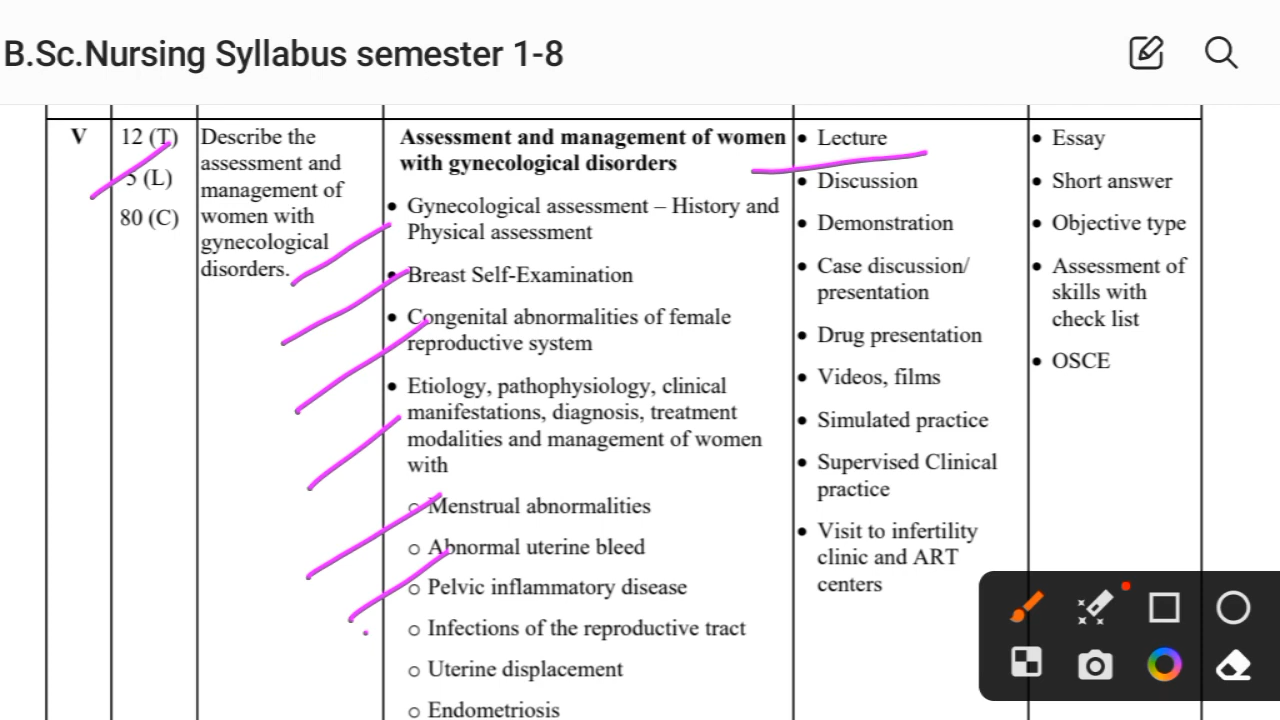 B.Sc.Nursing Syllabus semester 1-8
V
12 (T)
5 (L)
80 (C)
Describe the
assessment and
management of
women with
gynecological
disorders.
Assessment and management of women
with gynecological disorders
• Gynecological assessment – History and
Physical assessment
• Breast Self-Examination
• Congenital abnormalities of female
reproductive system
• Etiology, pathophysiology, clinical
manifestations, diagnosis, treatment
modalities and management of women
with
o Menstrual abnormalities
o Abnormal uterine bleed
o Pelvic inflammatory disease
o Infections of the reproductive tract
o Uterine displacement
o Endometriosis
• Lecture
• Discussion
• Demonstration
• Case discussion/
presentation
• Drug presentation
• Videos, films
• Simulated practice
• Supervised Clinical
practice
• Visit to infertility
clinic and ART
centers
• Essay
• Short answer
• Objective type
• Assessment of
skills with
check list
• OSCE